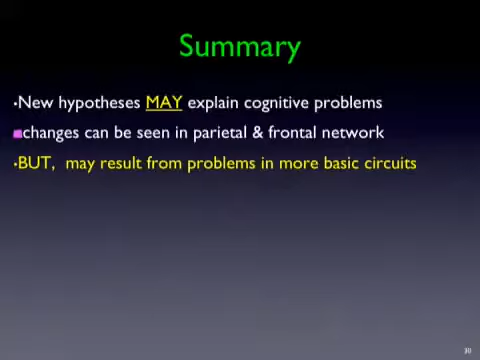 Summary
•New hypotheses MAY explain cognitive problems
changes can be seen in parietal & frontal network
•BUT, may result from problems in more basic circuits
30